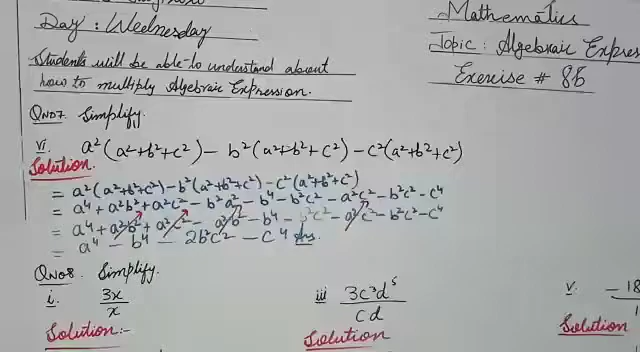 Mathematics
Day : Wednesday
Topic : Algebraic Expres
Students will be able to understand about
how to multiply Algebraic Expression.
Exercise # 8B
QNO7. Simplify.
vi. a²(a²+b²+c²) - b²(a²+b²+c²) - c²(a²+b²+c²)
Solution.
= a²(a²+b²+c²) - b²(a²+b²+c²) - c²(a²+b²+c²)
= a⁴ + a²b² + a²c² - b²a² - b⁴ - b²c² - a²c² - b²c² - c⁴
= a⁴ + a²b² + a²c² - a²b² - b⁴ - b²c² - a²c² - b²c² - c⁴
= a⁴ - b⁴ - 2b²c² - c⁴ Ans.
QNO8. Simplify.
i. 3x/x iii 3c³d⁵/cd v. -18
Solution:- Solution Solution